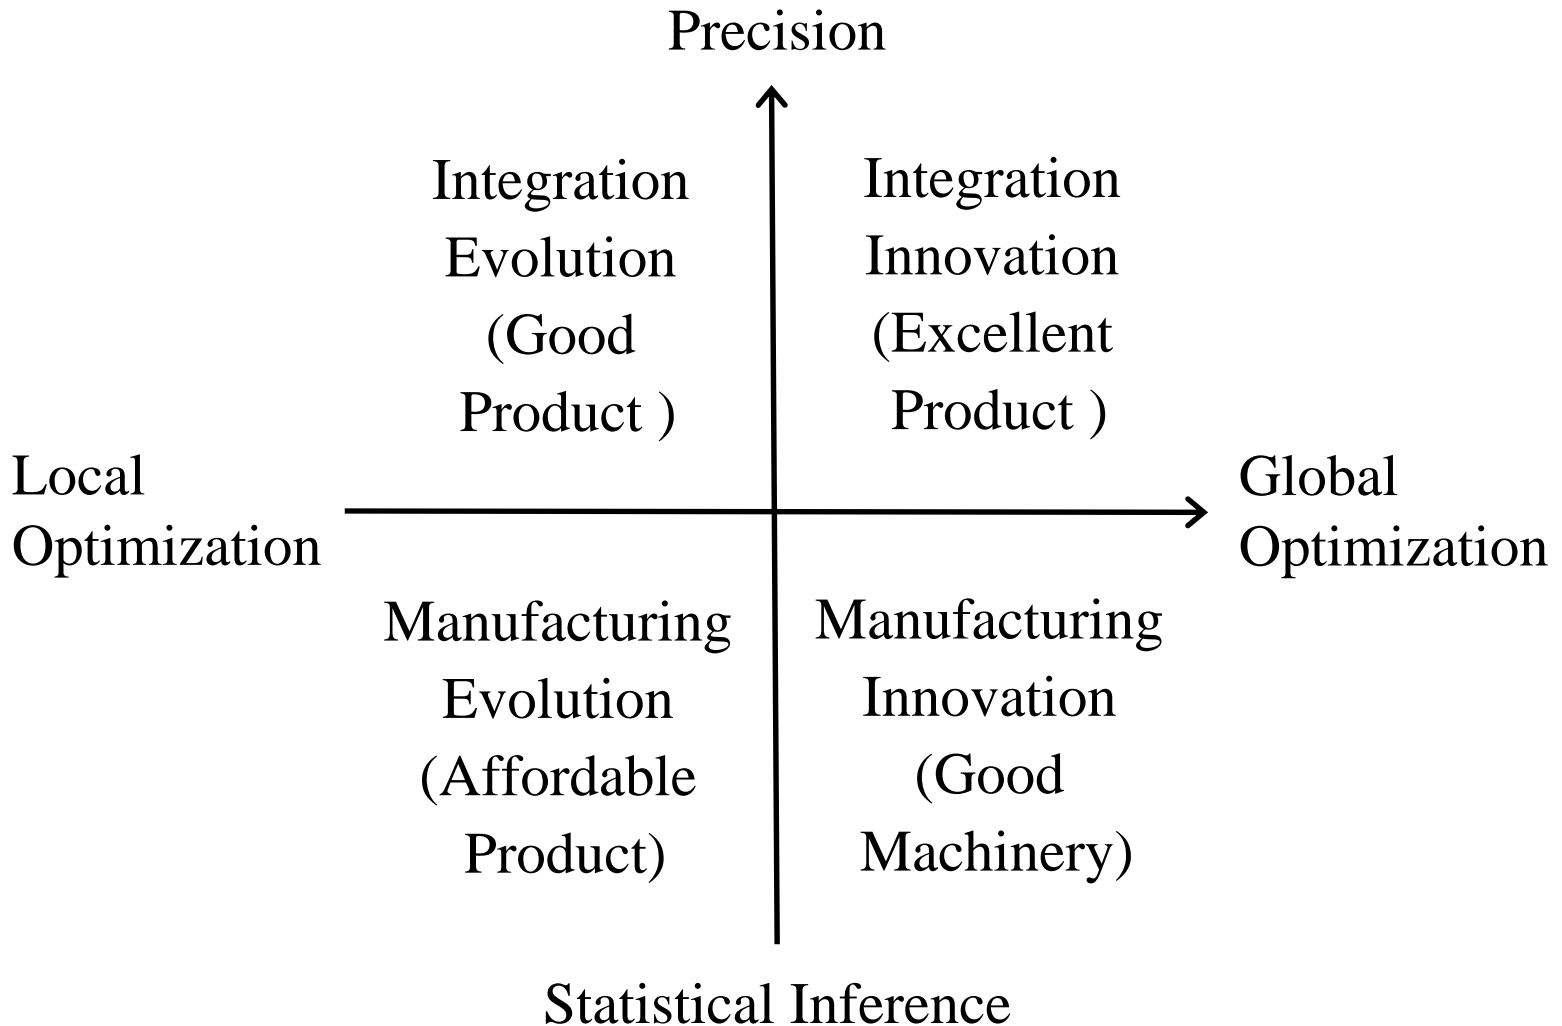 Precision
Integration
Evolution
(Good
Product )
Integration
Innovation
(Excellent
Product )
Local
Optimization
Global
Optimization
Manufacturing
Evolution
(Affordable
Product)
Manufacturing
Innovation
(Good
Machinery)
Statistical Inference